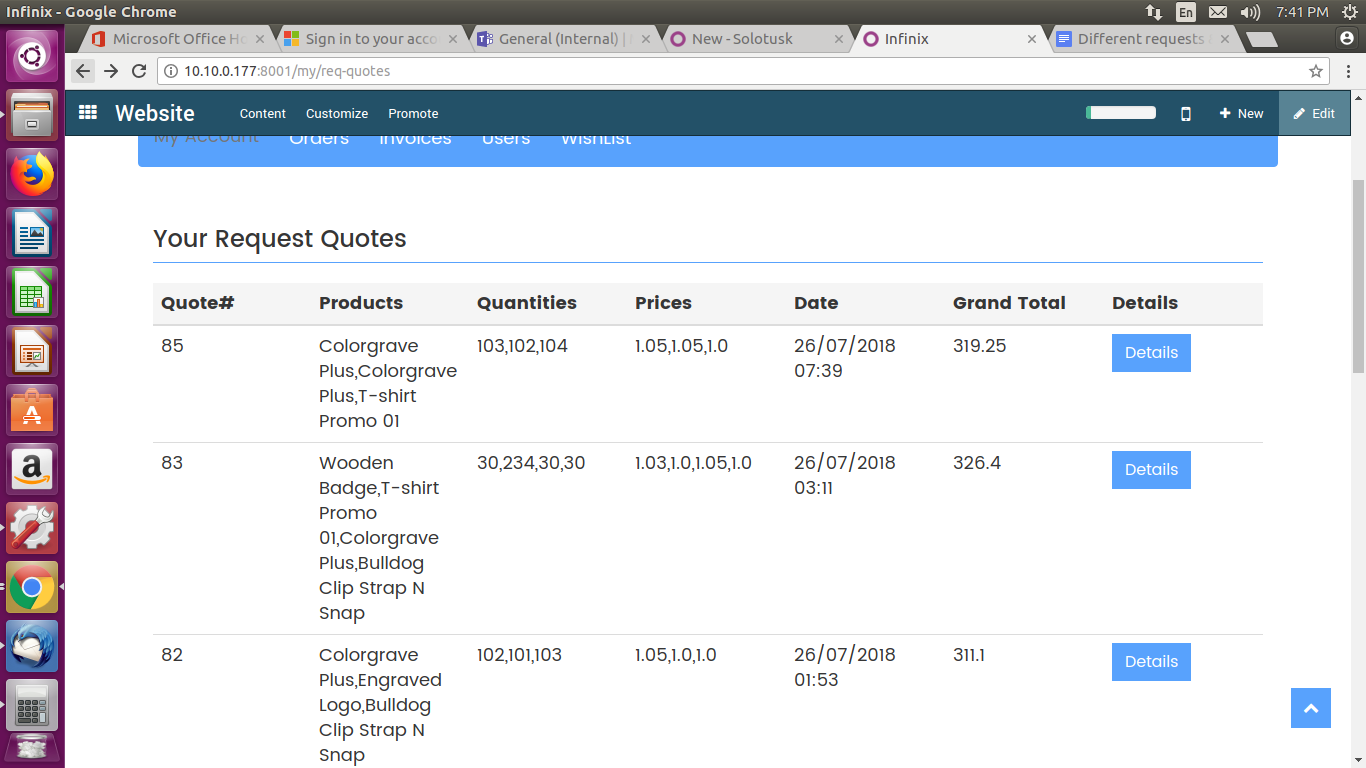 Infinix - Google Chrome
En
7:41 PM
Microsoft Office Ho
Sign in to your acco
General (Internal) |
New - Solotusk
Infinix
Different requests
10.10.0.177:8001/my/req-quotes
Website
Content
Customize
Promote
New
Edit
My Account
Orders
Invoices
Users
WishList
Your Request Quotes
Quote# Products Quantities Prices Date Grand Total Details
85 Colorgrave 103,102,104 1.05,1.05,1.0 26/07/2018 319.25 Details
Plus,Colorgrave 07:39
Plus,T-shirt
Promo 01
83 Wooden 30,234,30,30 1.03,1.0,1.05,1.0 26/07/2018 326.4 Details
Badge,T-shirt 03:11
Promo
01,Colorgrave
Plus,Bulldog
Clip Strap N
Snap
82 Colorgrave 102,101,103 1.05,1.0,1.0 26/07/2018 311.1 Details
Plus,Engraved 01:53
Logo,Bulldog
Clip Strap N
Snap